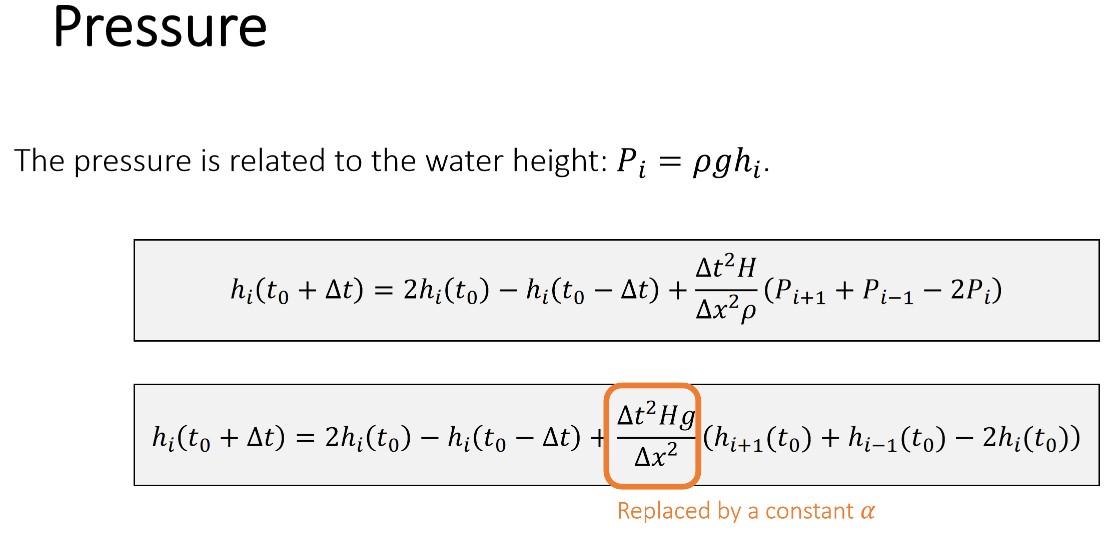 Pressure
The pressure is related to the water height: $P_i = \rho g h_i$.
$h_i(t_0 + \Delta t) = 2h_i(t_0) - h_i(t_0 - \Delta t) + \frac{\Delta t^2 H}{\Delta x^2 \rho}(P_{i+1} + P_{i-1} - 2P_i)$
$h_i(t_0 + \Delta t) = 2h_i(t_0) - h_i(t_0 - \Delta t) + \frac{\Delta t^2 H g}{\Delta x^2}(h_{i+1}(t_0) + h_{i-1}(t_0) - 2h_i(t_0))$
Replaced by a constant $\alpha$